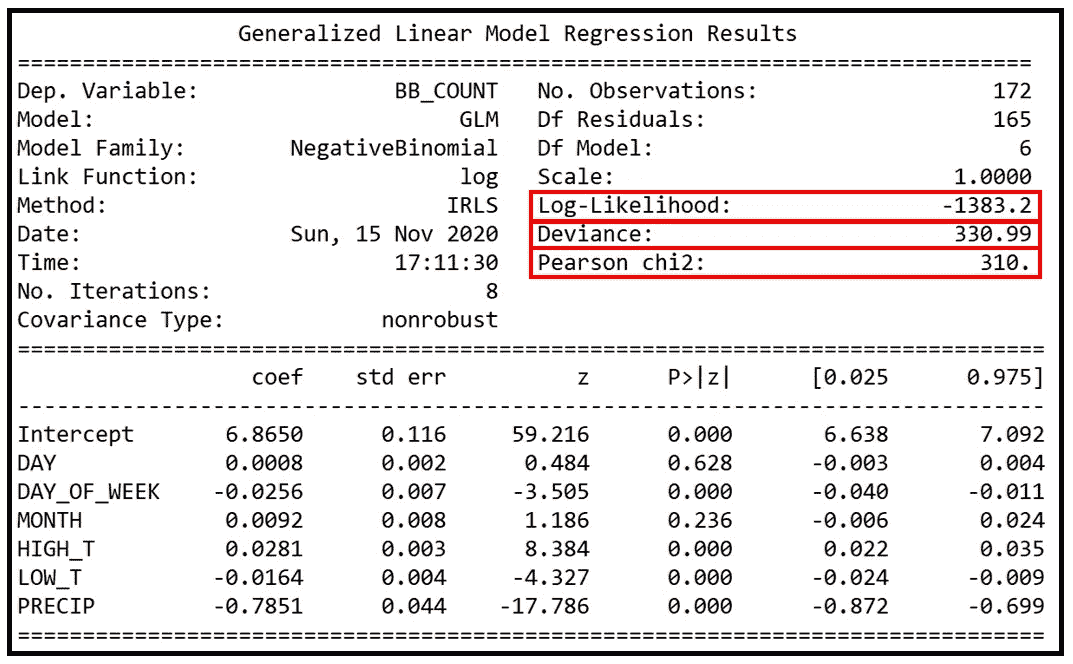 Generalized Linear Model Regression Results
==============================================================================
Dep. Variable: BB_COUNT No. Observations: 172
Model: GLM Df Residuals: 165
Model Family: NegativeBinomial Df Model: 6
Link Function: log Scale: 1.0000
Method: IRLS Log-Likelihood: -1383.2
Date: Sun, 15 Nov 2020 Deviance: 330.99
Time: 17:11:30 Pearson chi2: 310.
No. Iterations: 8
Covariance Type: nonrobust
===============================================================================
coef std err z P>|z| [0.025 0.975]
-------------------------------------------------------------------------------
Intercept 6.8650 0.116 59.216 0.000 6.638 7.092
DAY 0.0008 0.002 0.484 0.628 -0.003 0.004
DAY_OF_WEEK -0.0256 0.007 -3.505 0.000 -0.040 -0.011
MONTH 0.0092 0.008 1.186 0.236 -0.006 0.024
HIGH_T 0.0281 0.003 8.384 0.000 0.022 0.035
LOW_T -0.0164 0.004 -4.327 0.000 -0.024 -0.009
PRECIP -0.7851 0.044 -17.786 0.000 -0.872 -0.699
===============================================================================